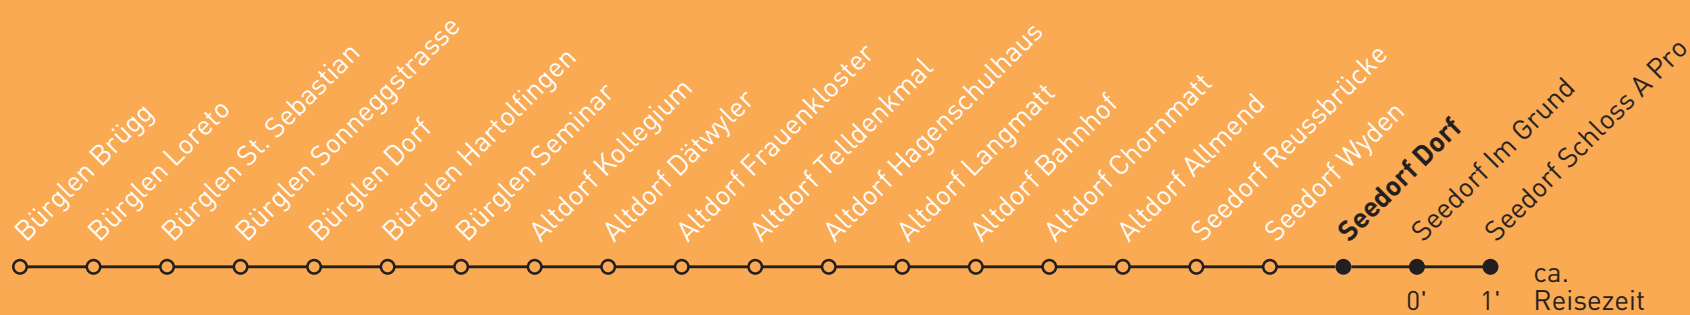 Bürglen Brügg
Bürglen Loreto
Bürglen St. Sebastian
Bürglen Sonneggstrasse
Bürglen Dorf
Bürglen Hartolfingen
Bürglen Seminar
Altdorf Kollegium
Altdorf Dätwyler
Altdorf Frauenkloster
Altdorf Telldenkmal
Altdorf Hagenschulhaus
Altdorf Langmatt
Altdorf Bahnhof
Altdorf Chornmatt
Altdorf Allmend
Seedorf Reussbrücke
Seedorf Wyden
Seedorf Dorf
Seedorf Im Grund
Seedorf Schloss A Pro
0' 1'
ca.
Reisezeit